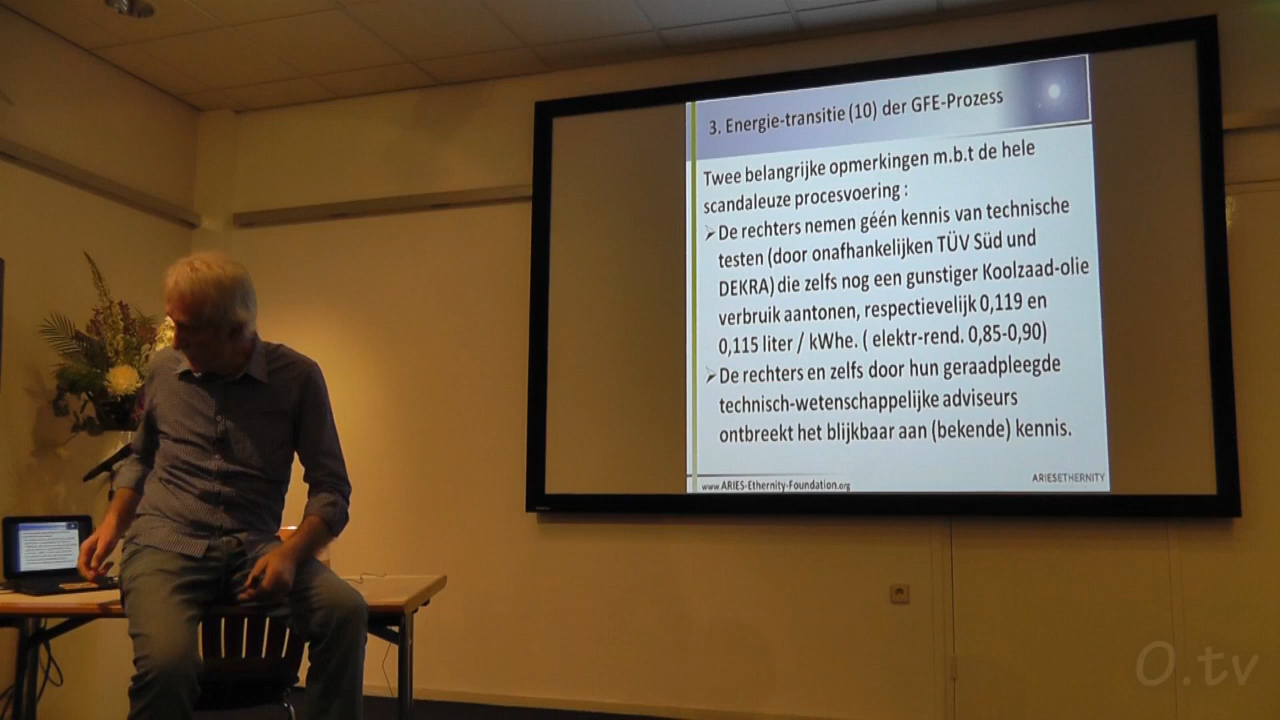 3. Energie-transitie (10) der GFE-Prozess
Twee belangrijke opmerkingen m.b.t de hele
scandaleuze procesvoering :
➢De rechters nemen géén kennis van technische
testen (door onafhankelijken TÜV Süd und
DEKRA) die zelfs nog een gunstiger Koolzaad-olie
verbruik aantonen, respectievelijk 0,119 en
0,115 liter / kWhe. ( elektr-rend. 0,85-0,90)
➢De rechters en zelfs door hun geraadpleegde
technisch-wetenschappelijke adviseurs
ontbreekt het blijkbaar aan (bekende) kennis.
www.ARIES-Ethernity-Foundation.org
ARIESETHERNITY
O.tv